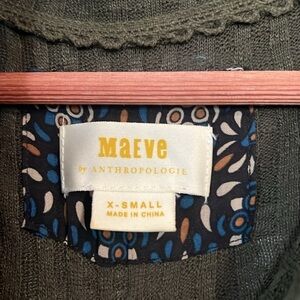 MaEve
by ANTHROPOLOGIE
X-SMALL
MADE IN CHINA